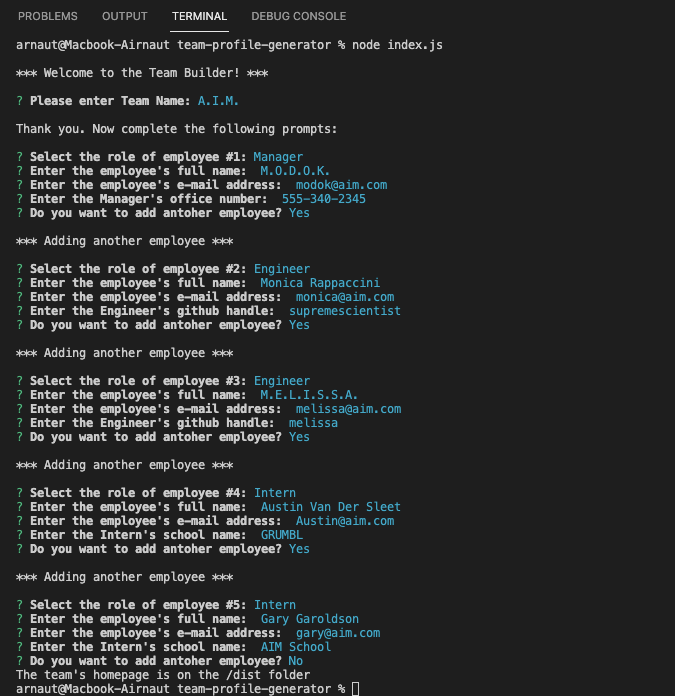 PROBLEMS OUTPUT TERMINAL DEBUG CONSOLE
arnaut@Macbook-Airnaut team-profile-generator % node index.js
*** Welcome to the Team Builder! ***
? Please enter Team Name: A.I.M.
Thank you. Now complete the following prompts:
? Select the role of employee #1: Manager
? Enter the employee's full name:  M.O.D.O.K.
? Enter the employee's e-mail address:  modok@aim.com
? Enter the Manager's office number:  555-340-2345
? Do you want to add antoher employee? Yes
*** Adding another employee ***
? Select the role of employee #2: Engineer
? Enter the employee's full name:  Monica Rappaccini
? Enter the employee's e-mail address:  monica@aim.com
? Enter the Engineer's github handle:  supremescientist
? Do you want to add antoher employee? Yes
*** Adding another employee ***
? Select the role of employee #3: Engineer
? Enter the employee's full name:  M.E.L.I.S.S.A.
? Enter the employee's e-mail address:  melissa@aim.com
? Enter the Engineer's github handle:  melissa
? Do you want to add antoher employee? Yes
*** Adding another employee ***
? Select the role of employee #4: Intern
? Enter the employee's full name:  Austin Van Der Sleet
? Enter the employee's e-mail address:  Austin@aim.com
? Enter the Intern's school name:  GRUMBL
? Do you want to add antoher employee? Yes
*** Adding another employee ***
? Select the role of employee #5: Intern
? Enter the employee's full name:  Gary Garoldson
? Enter the employee's e-mail address:  gary@aim.com
? Enter the Intern's school name:  AIM School
? Do you want to add antoher employee? No
The team's homepage is on the /dist folder
arnaut@Macbook-Airnaut team-profile-generator %